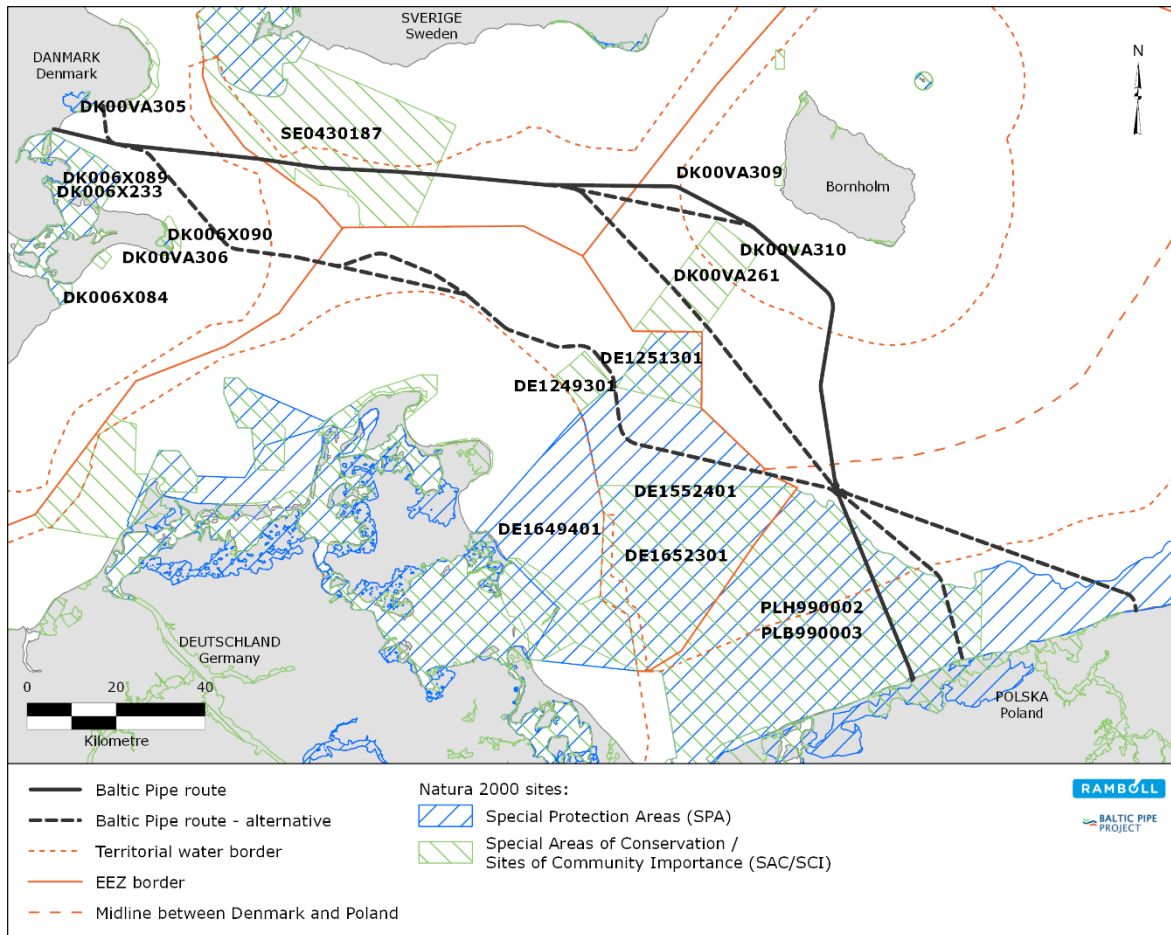 SVERIGE
Sweden
DANMARK
Denmark
N
DK00VA305
SE0430187
DK00VA309
DK006X089
DK006X233
Bornholm
DK006X090
DK00VA306
DK00VA310
DK00VA261
DK006X084
DE1251301
DE1249301
DE1552401
DE1649401
DE1652301
PLH990002
PLB990003
DEUTSCHLAND
Germany
POLSKA
Poland
0 20 40
Kilometre
Baltic Pipe route
Baltic Pipe route - alternative
Territorial water border
EEZ border
Midline between Denmark and Poland
Natura 2000 sites:
Special Protection Areas (SPA)
Special Areas of Conservation /
Sites of Community Importance (SAC/SCI)
RAMBOLL
BALTIC PIPE
PROJECT